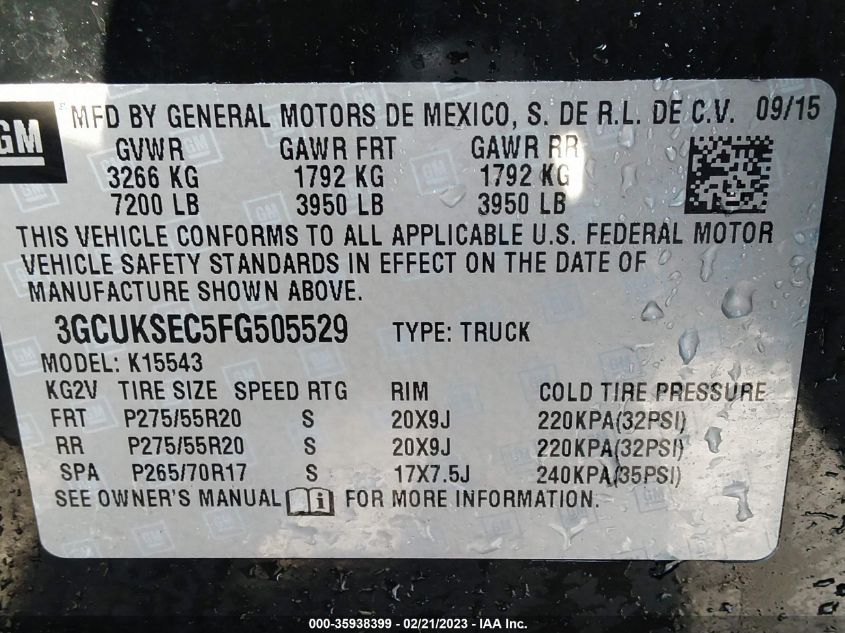 GM
MFD BY GENERAL MOTORS DE MEXICO, S. DE R.L. DE C.V. 09/15
GVWR GAWR FRT GAWR RR
3266 KG 1792 KG 1792 KG
7200 LB 3950 LB 3950 LB
THIS VEHICLE CONFORMS TO ALL APPLICABLE U.S. FEDERAL MOTOR
VEHICLE SAFETY STANDARDS IN EFFECT ON THE DATE OF
MANUFACTURE SHOWN ABOVE.
3GCUKSEC5FG505529 TYPE: TRUCK
MODEL: K15543
KG2V TIRE SIZE SPEED RTG RIM COLD TIRE PRESSURE
FRT P275/55R20 S 20X9J 220KPA(32PSI)
RR P275/55R20 S 20X9J 220KPA(32PSI)
SPA P265/70R17 S 17X7.5J 240KPA(35PSI)
SEE OWNER'S MANUAL i FOR MORE INFORMATION.
000-35938399 - 02/21/2023 - IAA Inc.